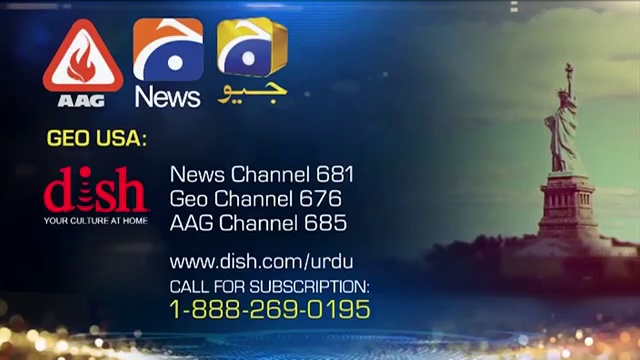 AAG
News
جیو
GEO USA:
dish
YOUR CULTURE AT HOME
News Channel 681
Geo Channel 676
AAG Channel 685
www.dish.com/urdu
CALL FOR SUBSCRIPTION:
1-888-269-0195